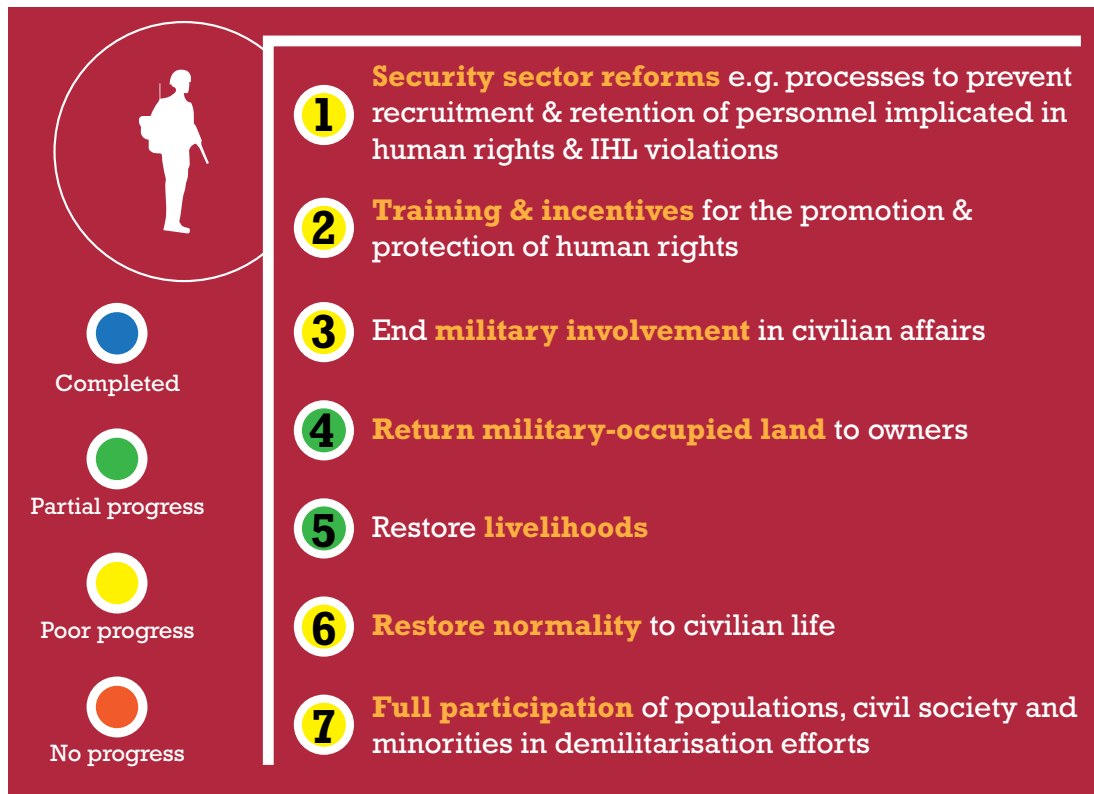 1
Security sector reforms e.g. processes to prevent
recruitment & retention of personnel implicated in
human rights & IHL violations
2
Training & incentives for the promotion &
protection of human rights
3
End military involvement in civilian affairs
4
Return military-occupied land to owners
5
Restore livelihoods
6
Restore normality to civilian life
7
Full participation of populations, civil society and
minorities in demilitarisation efforts
Completed
Partial progress
Poor progress
No progress